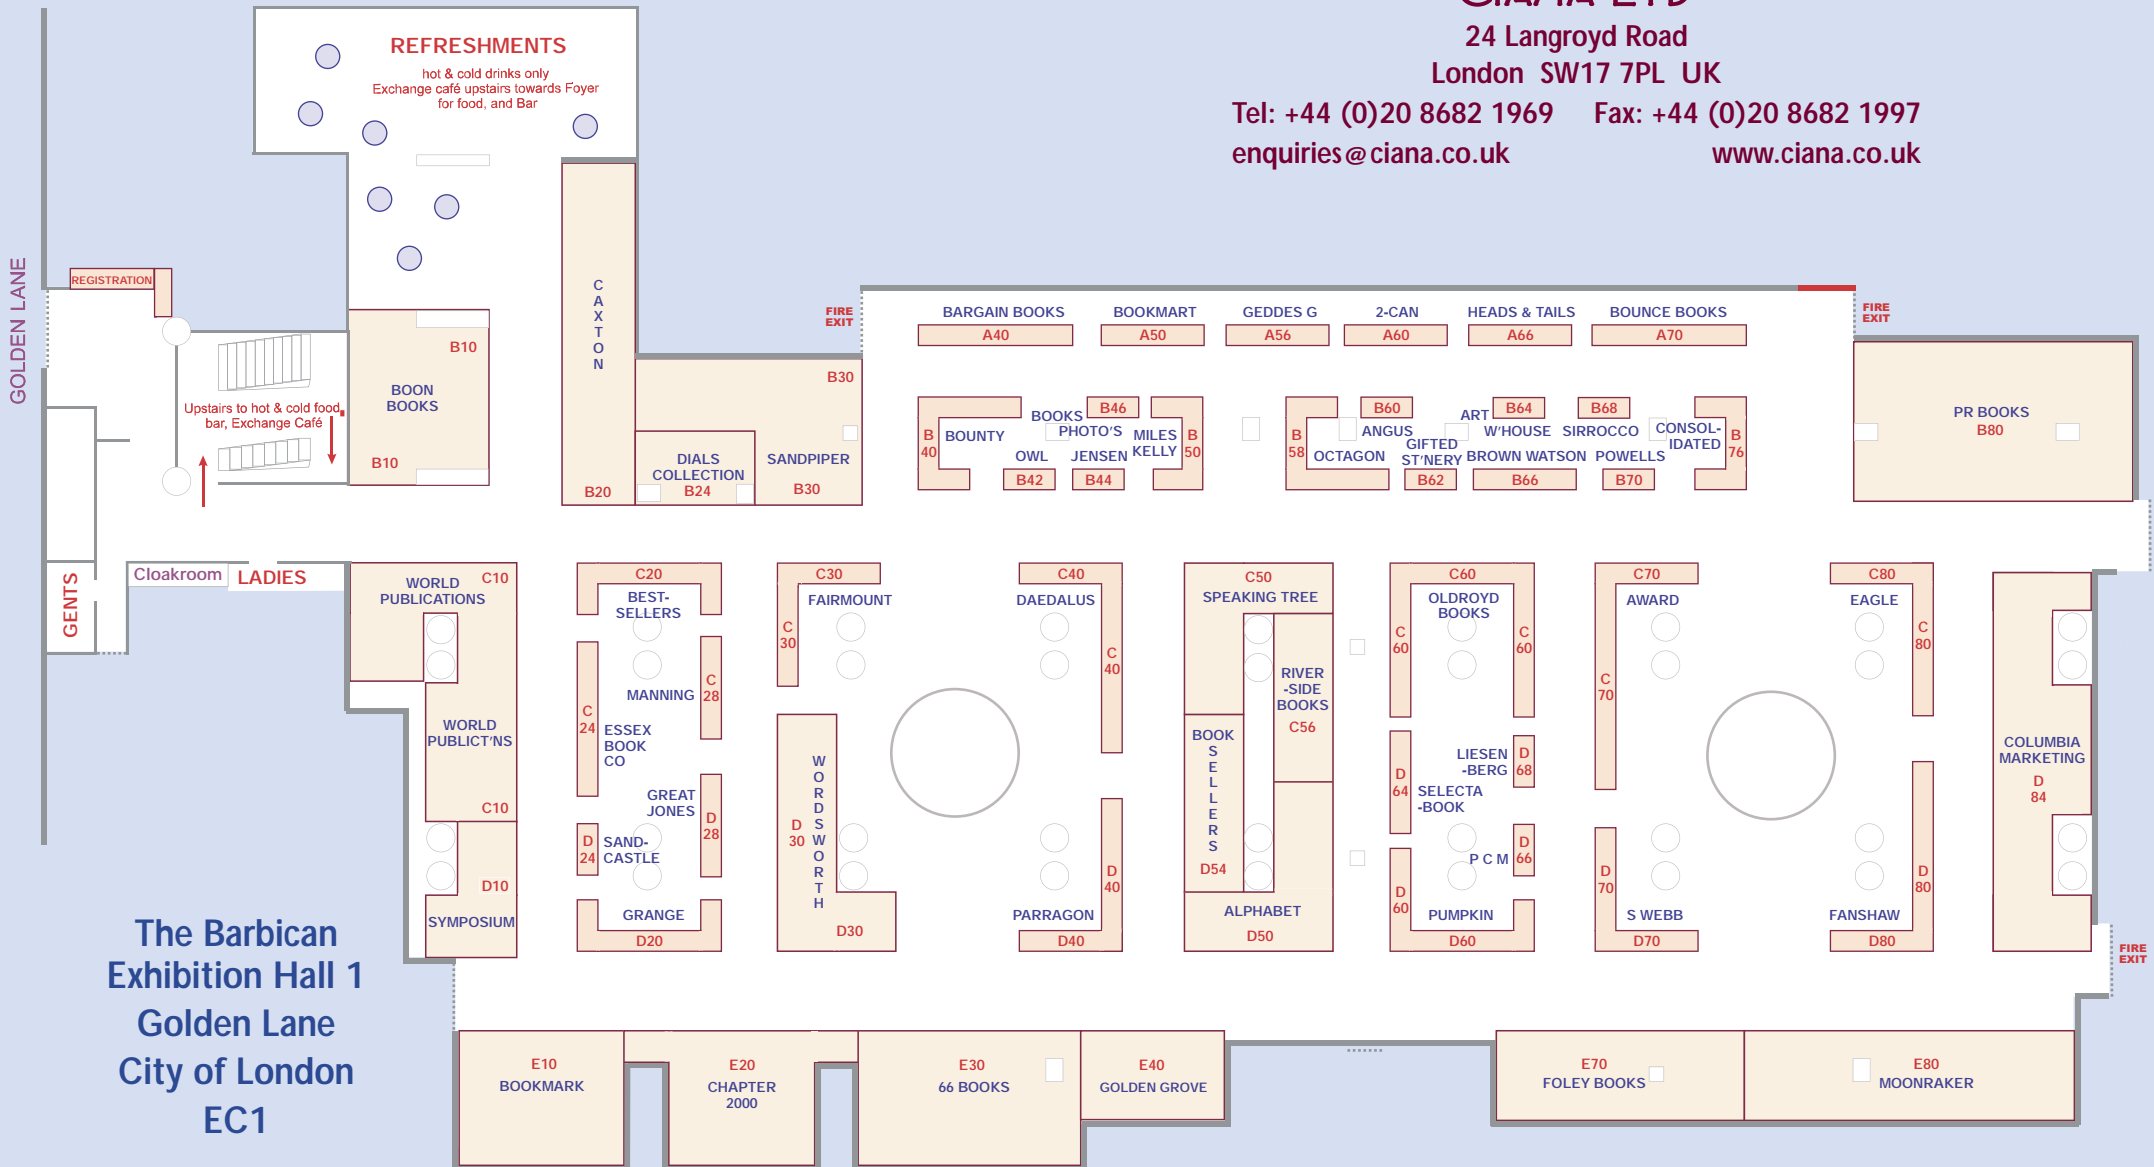 24 Langroyd Road
London SW17 7PL UK
Tel: +44 (0)20 8682 1969 Fax: +44 (0)20 8682 1997
enquiries@ciana.co.uk www.ciana.co.uk
REFRESHMENTS
hot & cold drinks only
Exchange café upstairs towards Foyer
for food, and Bar
GOLDEN LANE
REGISTRATION
Upstairs to hot & cold food,
bar, Exchange Café
B10
BOON
BOOKS
B10
CAXTON
B20
B30
DIALS
COLLECTION
B24
SANDPIPER
B30
FIRE
EXIT
BARGAIN BOOKS
A40
BOOKMART
A50
GEDDES G
A56
2-CAN
A60
HEADS & TAILS
A66
BOUNCE BOOKS
A70
FIRE
EXIT
B
40
BOUNTY
BOOKS
PHOTO'S
B46
OWL
B42
JENSEN
B44
MILES
KELLY
B
50
B
58
OCTAGON
B60
ANGUS
GIFTED
ST'NERY
B62
ART
W'HOUSE
B64
BROWN WATSON
B66
B68
SIRROCCO
POWELLS
B70
CONSOL-
IDATED
B
76
PR BOOKS
B80
GENTS
Cloakroom
LADIES
WORLD
PUBLICATIONS
C10
WORLD
PUBLICT'NS
C10
D10
SYMPOSIUM
C20
BEST-
SELLERS
MANNING
C
28
C
24
ESSEX
BOOK
CO
GREAT
JONES
D
28
D
24
SAND-
CASTLE
GRANGE
D20
C30
FAIRMOUNT
C
30
WORDSWORTH
D
30
D30
C40
DAEDALUS
C
40
D
40
PARRAGON
D40
C50
SPEAKING TREE
RIVER
-SIDE
BOOKS
C56
BOOK
SELLERS
D54
ALPHABET
D50
C60
OLDROYD
BOOKS
C
60
C
60
LIESEN
-BERG
D
68
D
64
SELECTA
-BOOK
P C M
D
66
D
60
PUMPKIN
D60
C70
AWARD
C
70
D
70
S WEBB
D70
C80
EAGLE
C
80
D
80
FANSHAW
D80
COLUMBIA
MARKETING
D
84
FIRE
EXIT
The Barbican
Exhibition Hall 1
Golden Lane
City of London
EC1
E10
BOOKMARK
E20
CHAPTER
2000
E30
66 BOOKS
E40
GOLDEN GROVE
E70
FOLEY BOOKS
E80
MOONRAKER